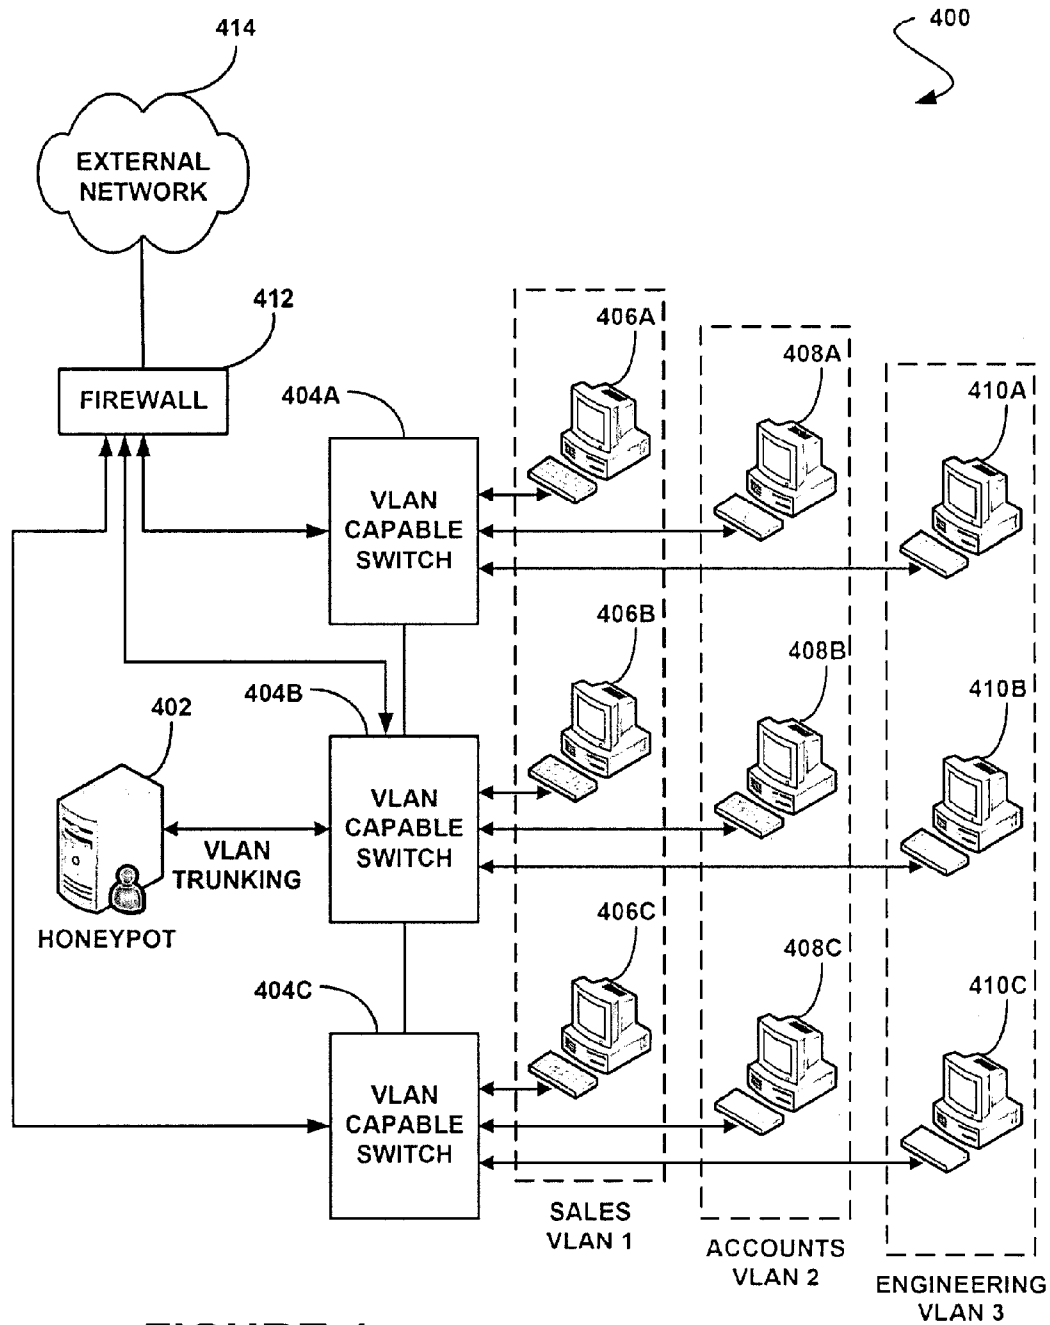 414
400
EXTERNAL
NETWORK
412
FIREWALL
404A
406A
408A
410A
VLAN
CAPABLE
SWITCH
406B
408B
410B
404B
402
VLAN
CAPABLE
SWITCH
VLAN
TRUNKING
HONEYPOT
406C
408C
410C
404C
VLAN
CAPABLE
SWITCH
SALES
VLAN 1
ACCOUNTS
VLAN 2
ENGINEERING
VLAN 3